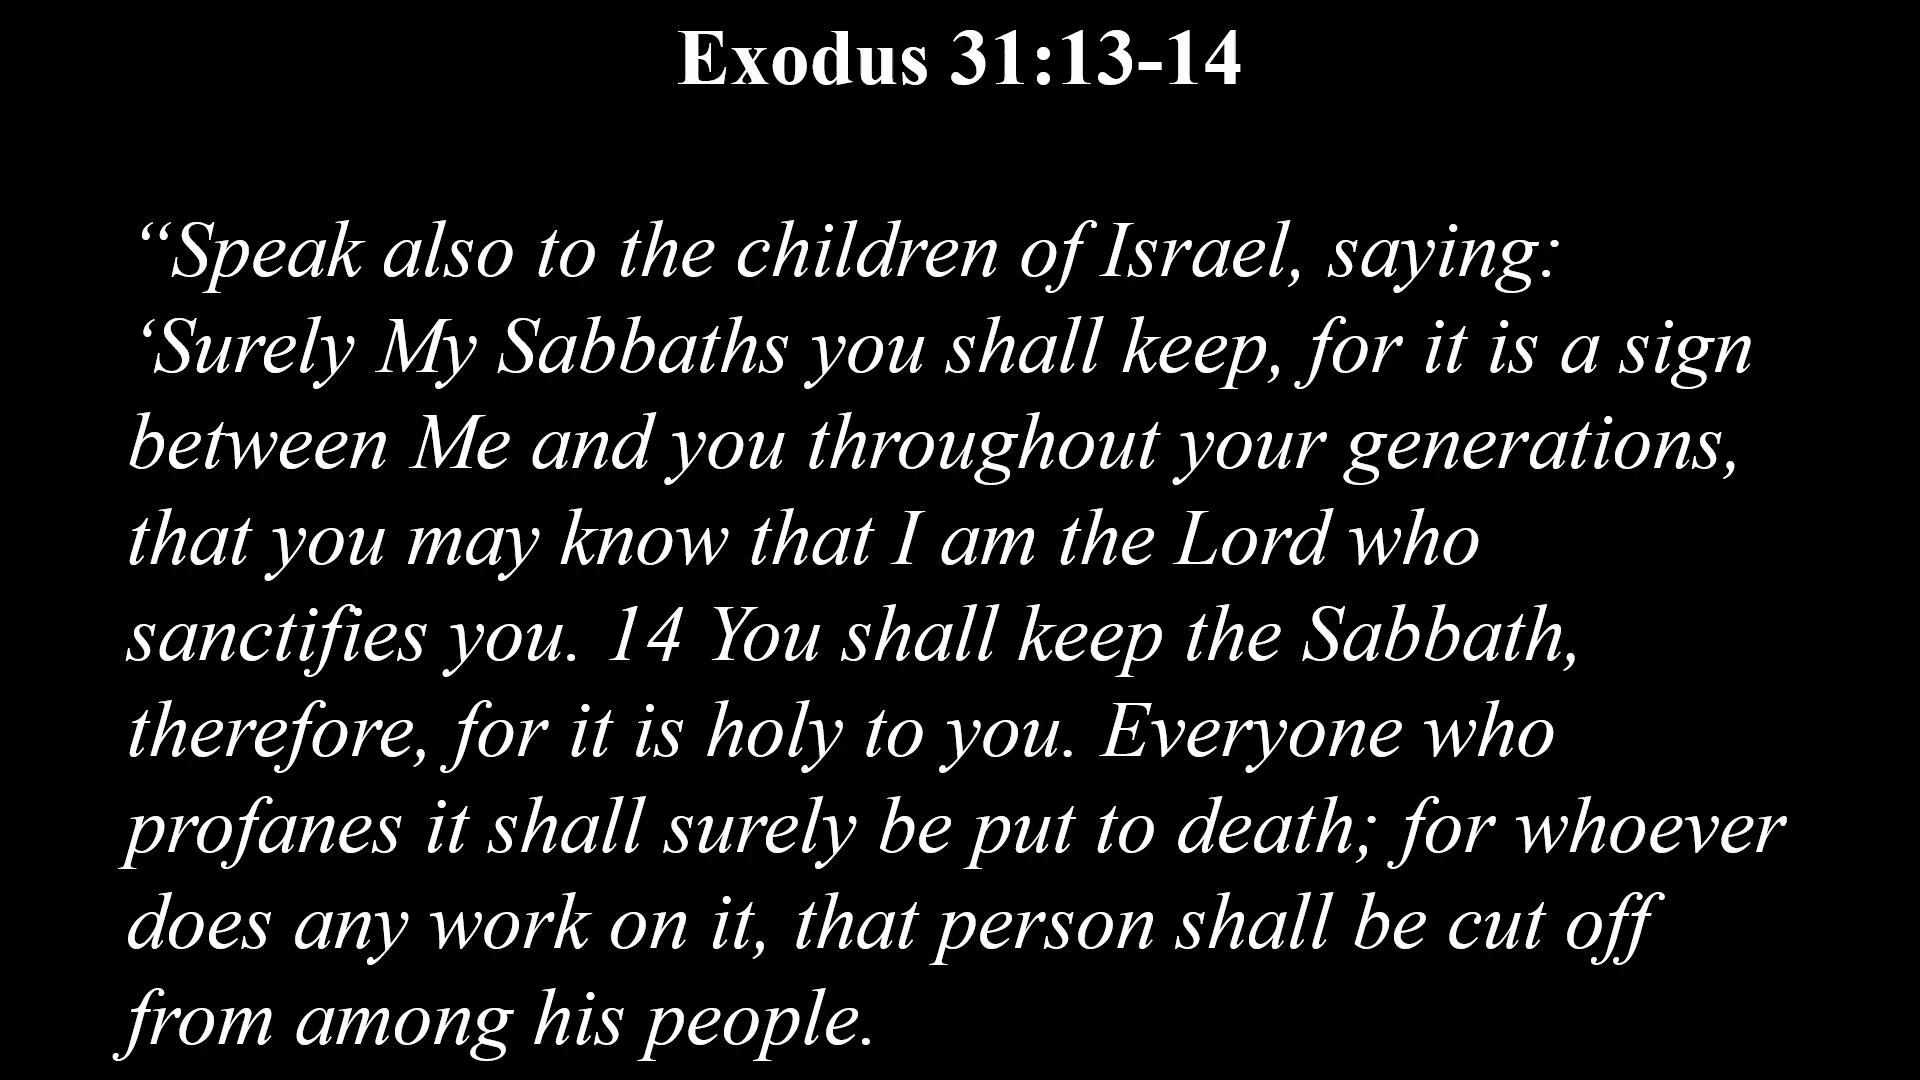 Exodus 31:13-14
“Speak also to the children of Israel, saying:
‘Surely My Sabbaths you shall keep, for it is a sign
between Me and you throughout your generations,
that you may know that I am the Lord who
sanctifies you. 14 You shall keep the Sabbath,
therefore, for it is holy to you. Everyone who
profanes it shall surely be put to death; for whoever
does any work on it, that person shall be cut off
from among his people.